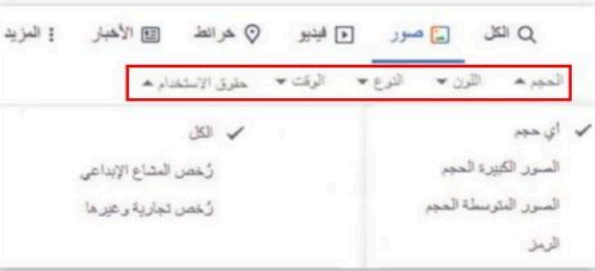 الكل صور فيديو خرائط الأخبار المزيد
الحجم اللون النوع الوقت حقوق الاستخدام
أي حجم
الصور الكبيرة الحجم
الصور المتوسطة الحجم
الرمز
الكل
رُخص المشاع الإبداعي
رُخص تجارية وغيرها